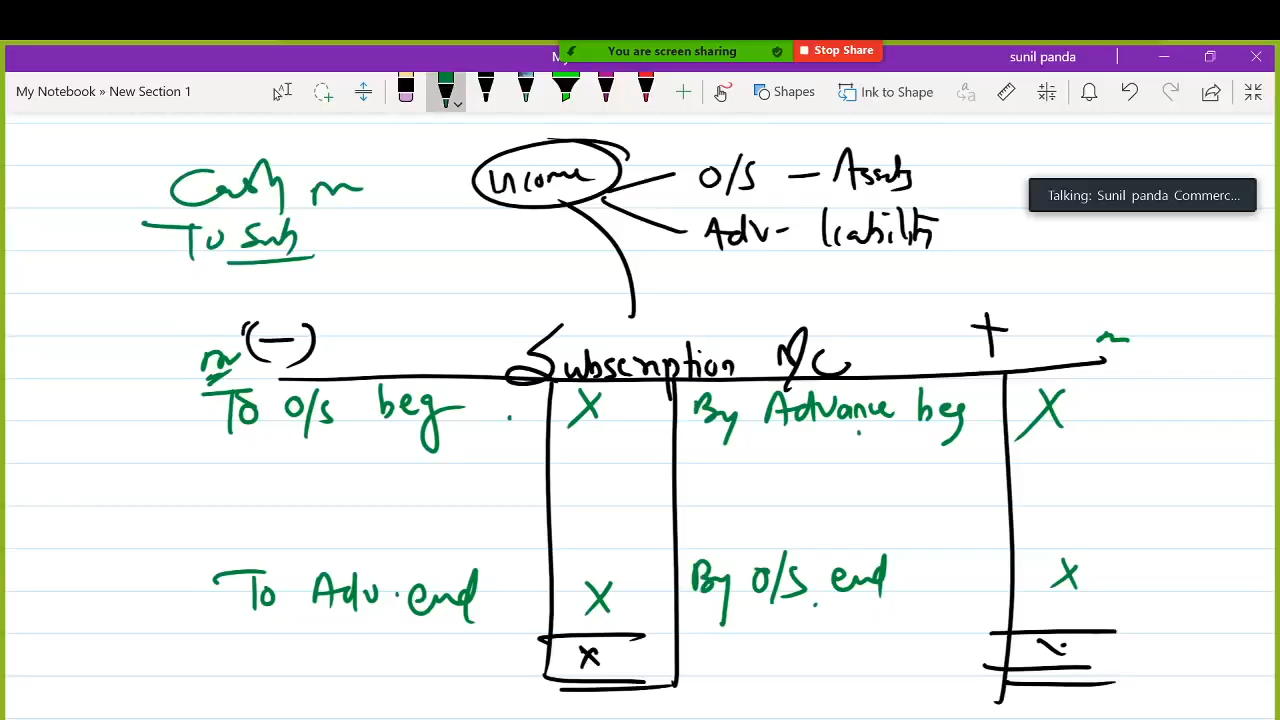 You are screen sharing Stop Share
My sunil panda
My Notebook » New Section 1 Shapes Ink to Shape
Talking: Sunil panda Commerc...
Cash
To Sub
Income
O/S - Assets
Adv- liability
(-) Subscription A/C +
To O/S beg X By Advance beg X
To Adv. end X By O/S. end X
X X